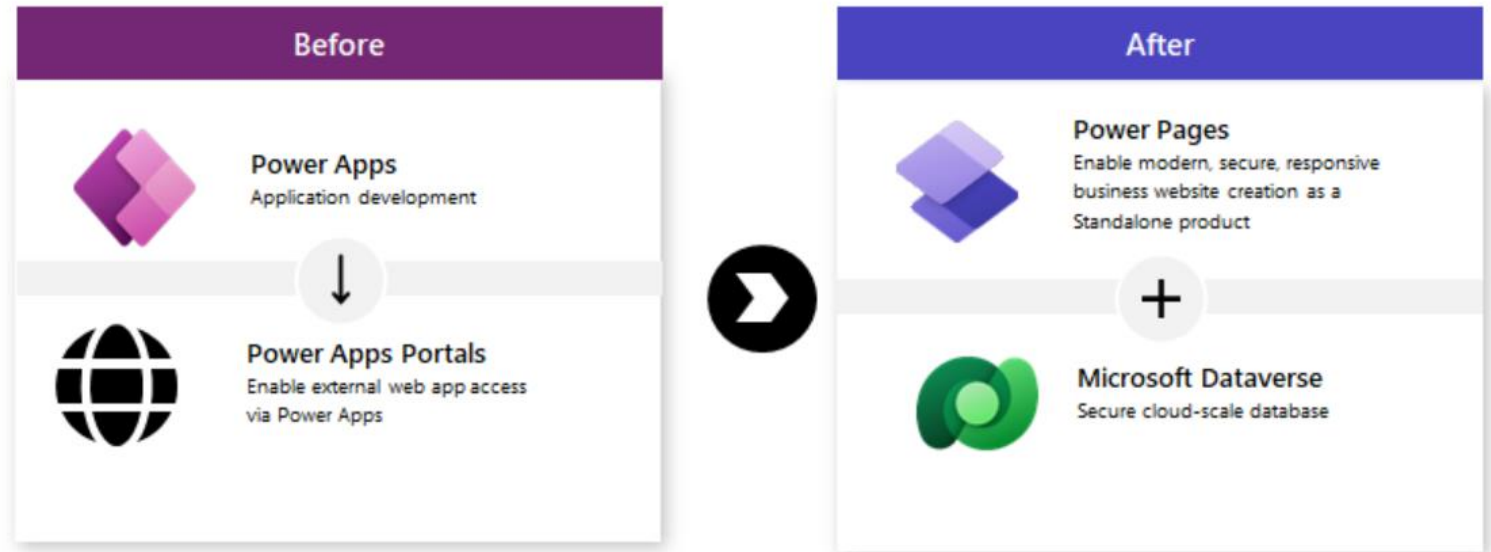 Before
Power Apps
Application development
Power Apps Portals
Enable external web app access
via Power Apps
After
Power Pages
Enable modern, secure, responsive
business website creation as a
Standalone product
Microsoft Dataverse
Secure cloud-scale database